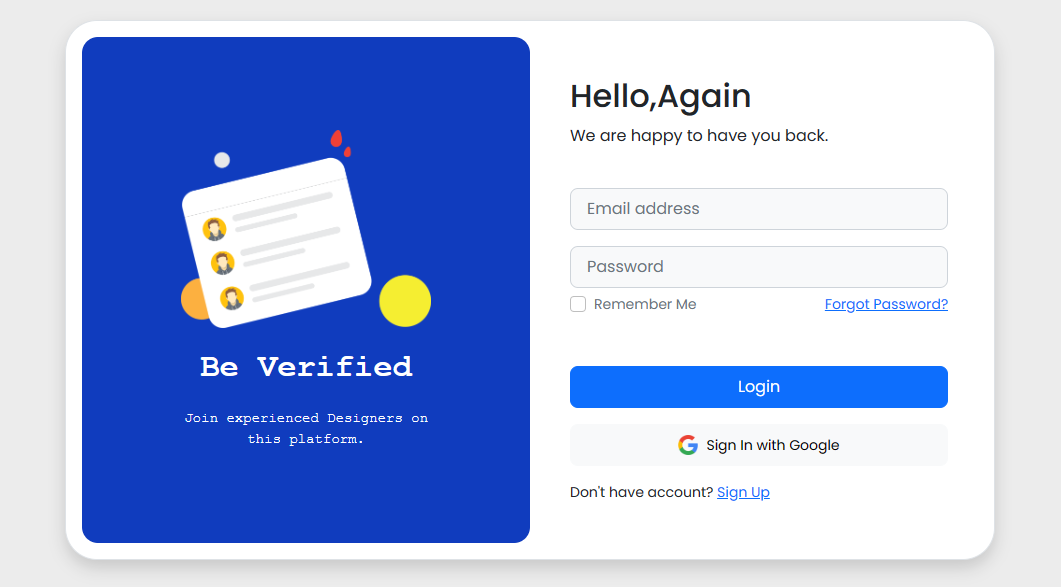 Be Verified
Join experienced Designers on
this platform.
Hello,Again
We are happy to have you back.
Email address
Password
Remember Me
Forgot Password?
Login
Sign In with Google
Don't have account? Sign Up